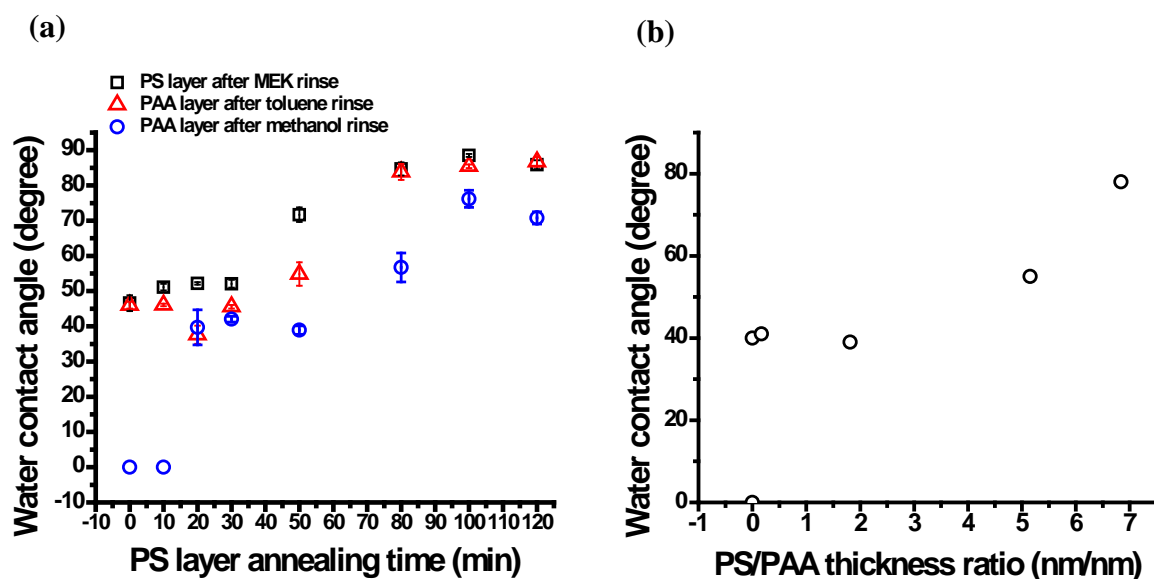 (a)
PS layer after MEK rinse
PAA layer after toluene rinse
PAA layer after methanol rinse
90
80
70
60
50
40
30
20
10
0
-10
Water contact angle (degree)
-10 0 10 20 30 40 50 60 70 80 90 100 110 120
PS layer annealing time (min)
(b)
80
60
40
20
0
Water contact angle (degree)
-1 0 1 2 3 4 5 6 7
PS/PAA thickness ratio (nm/nm)